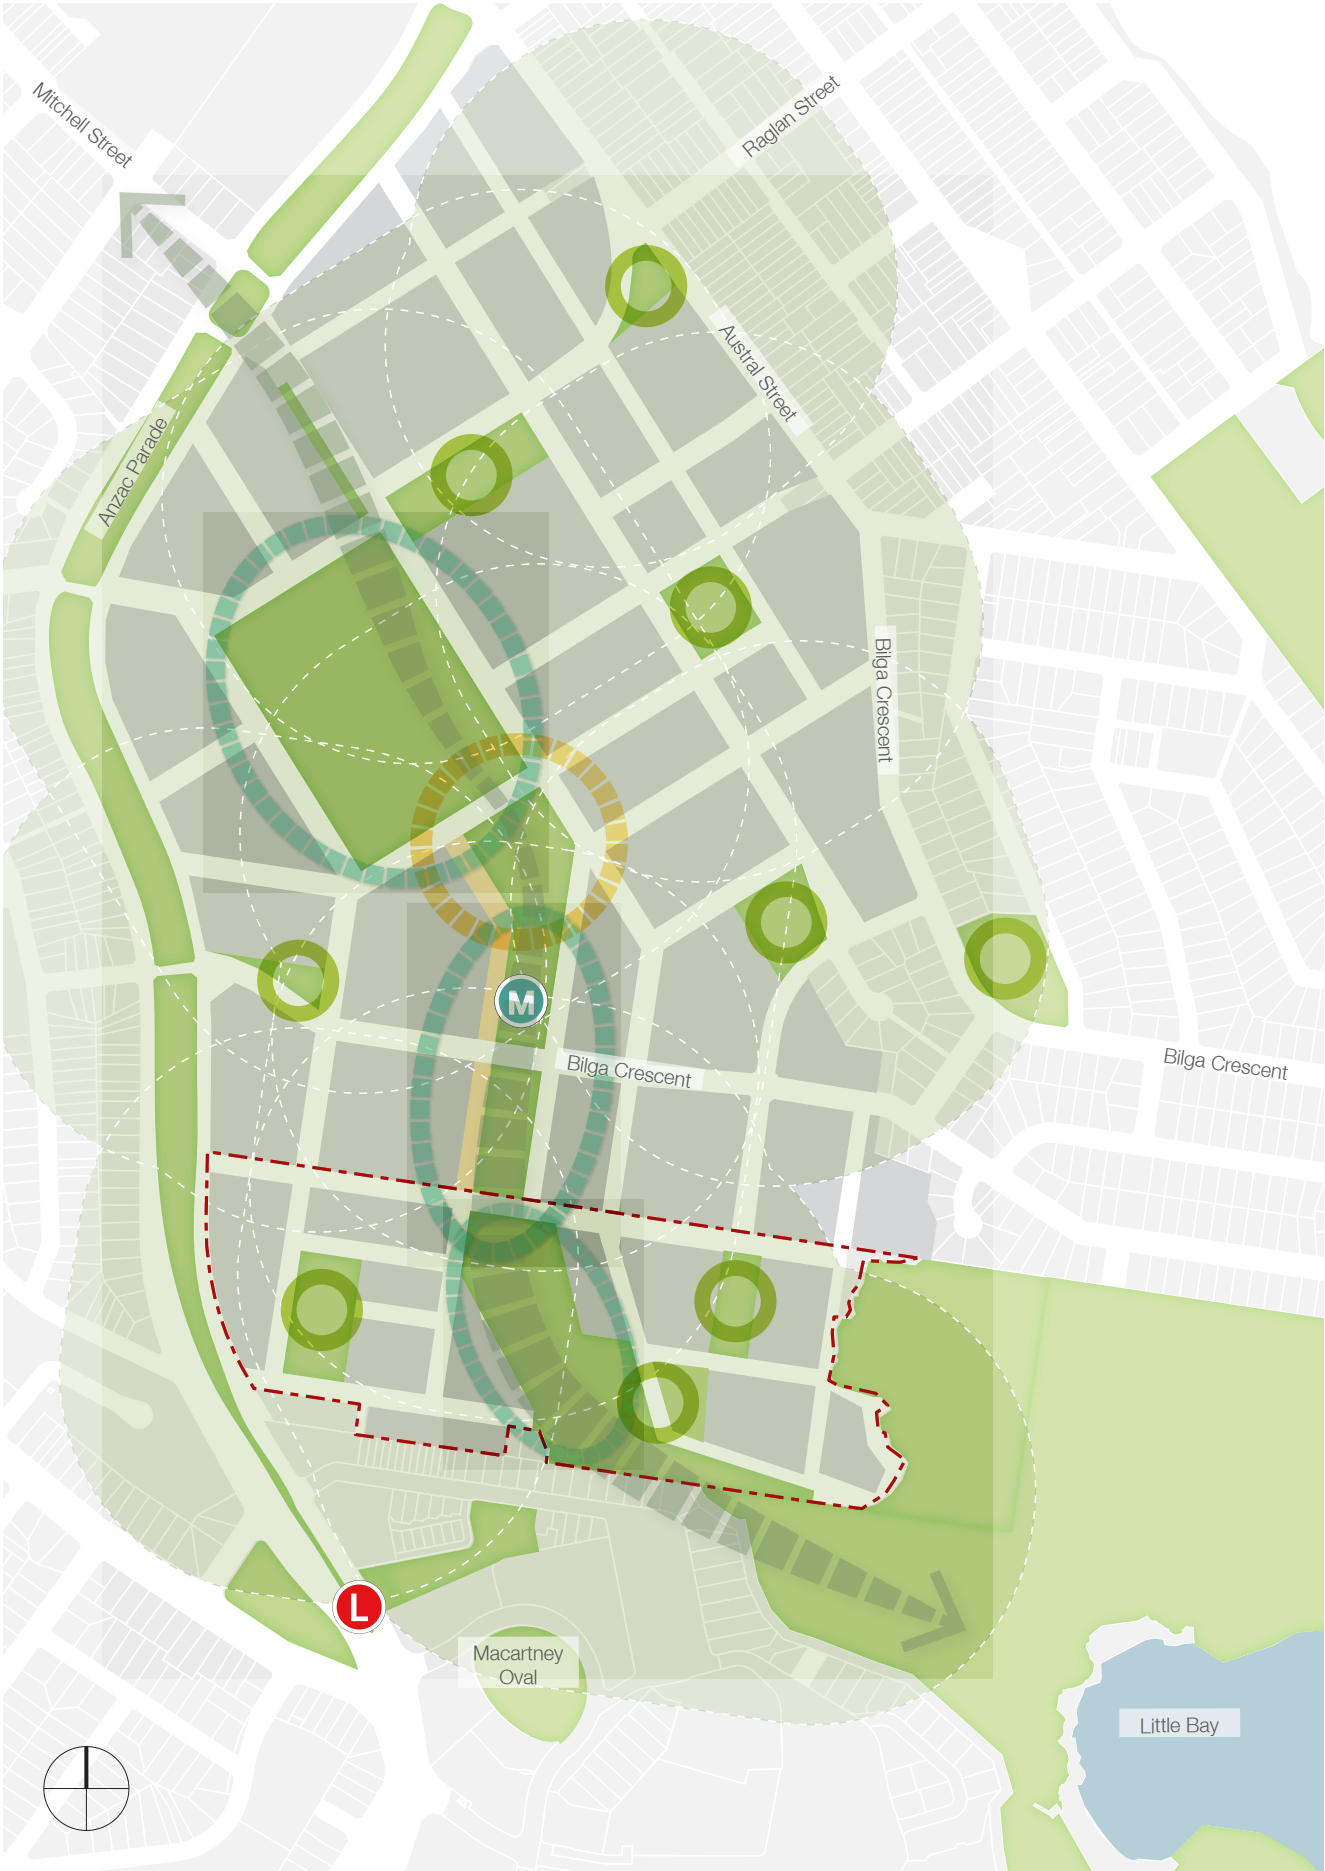 Mitchell Street
Raglan Street
Austral Street
Anzac Parade
Bilga Crescent
M
Bilga Crescent
Bilga Crescent
L
Macartney
Oval
Little Bay